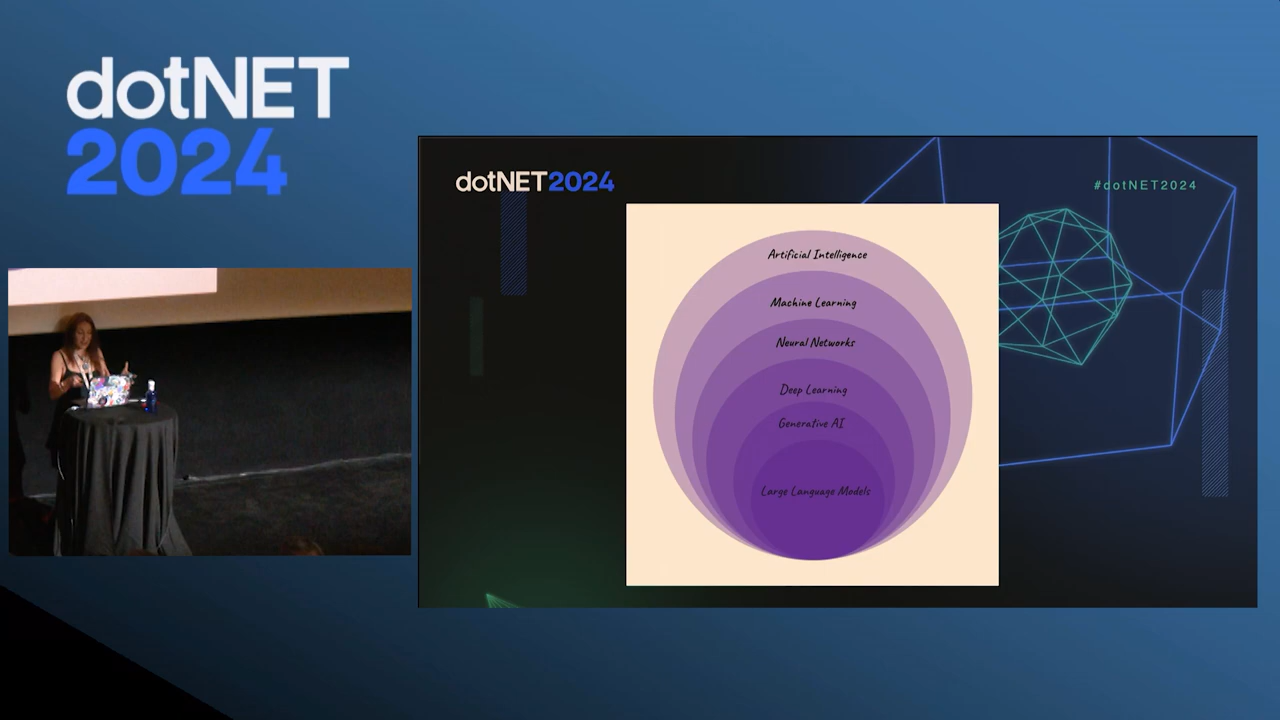 dotNET
2024
dotNET2024
#dotNET2024
Artificial Intelligence
Machine Learning
Neural Networks
Deep Learning
Generative AI
Large Language Models